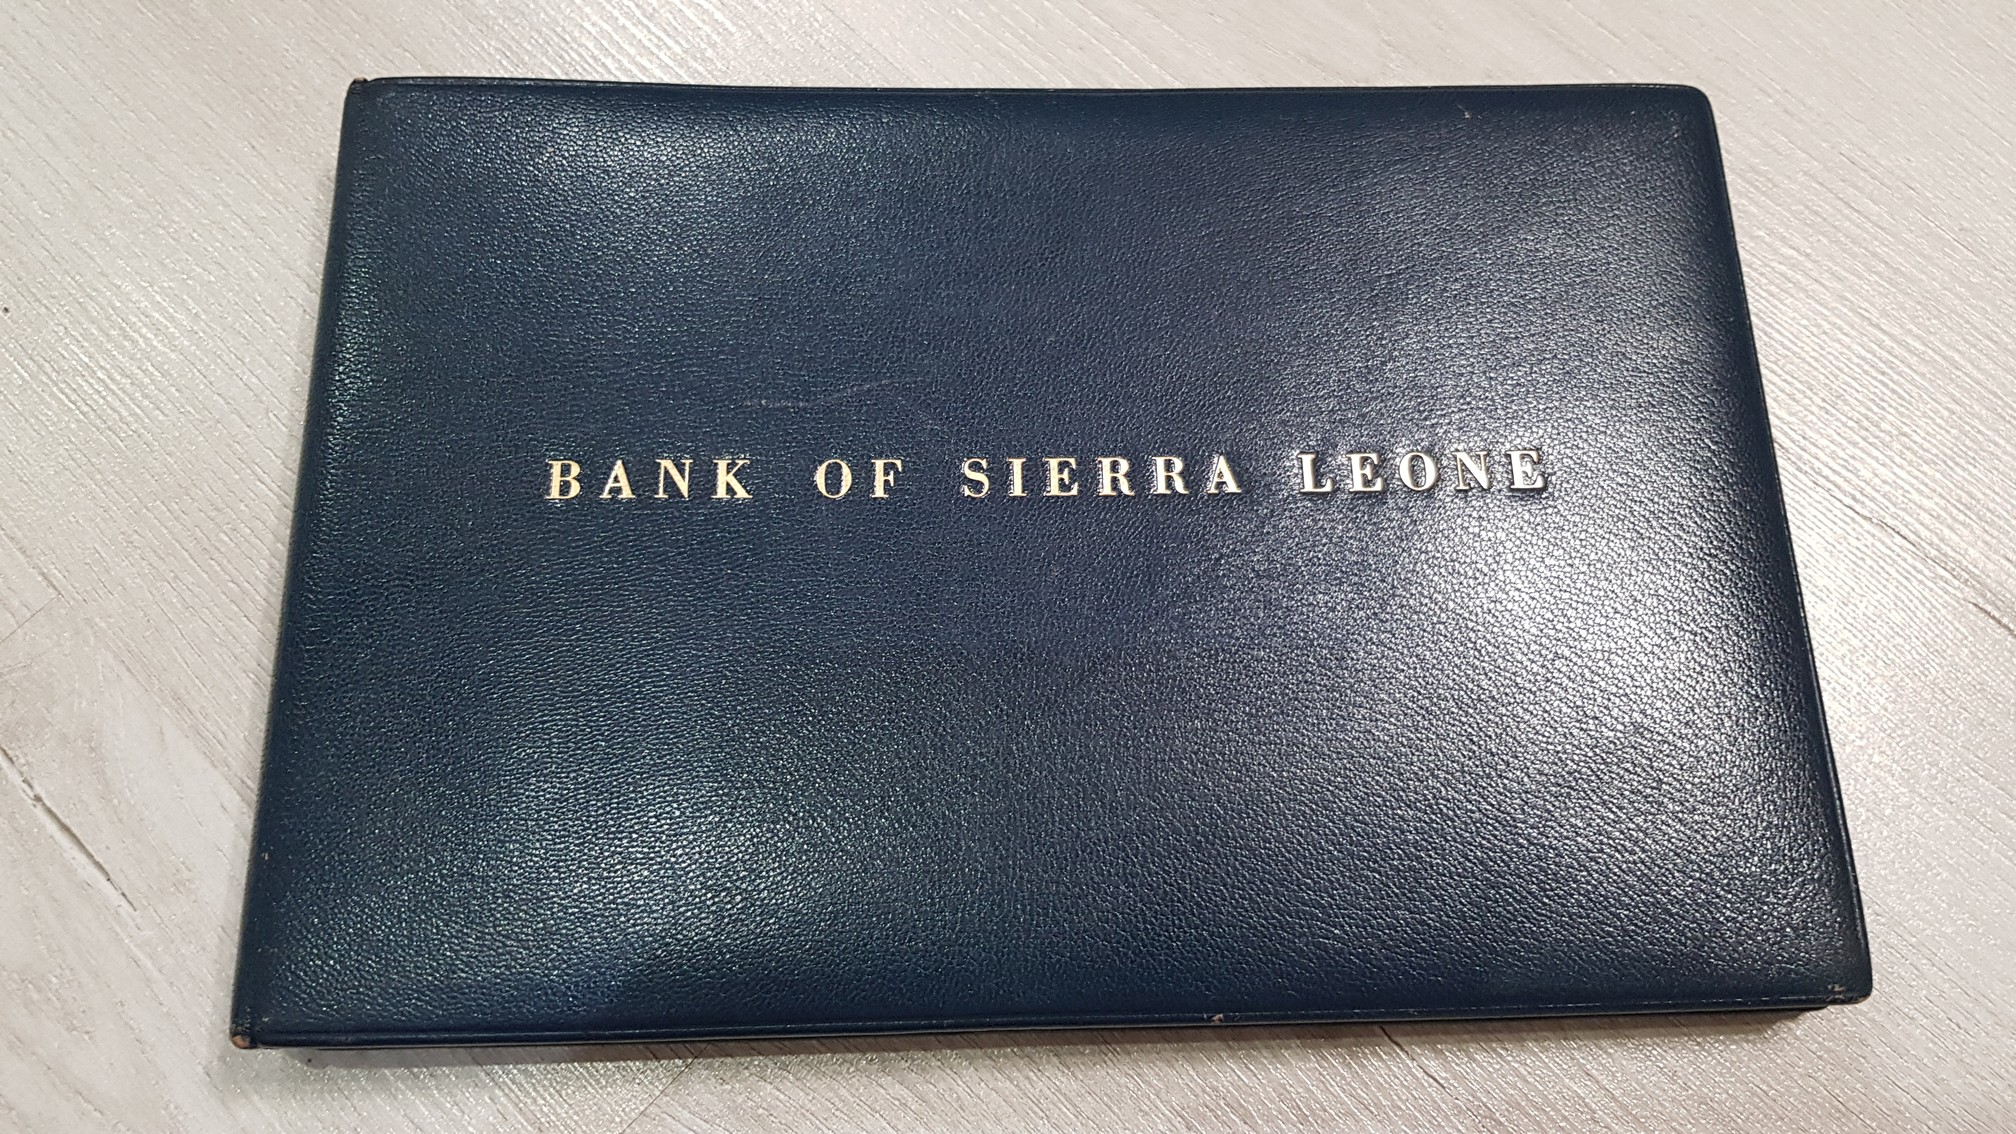 BANK OF SIERRA LEONE